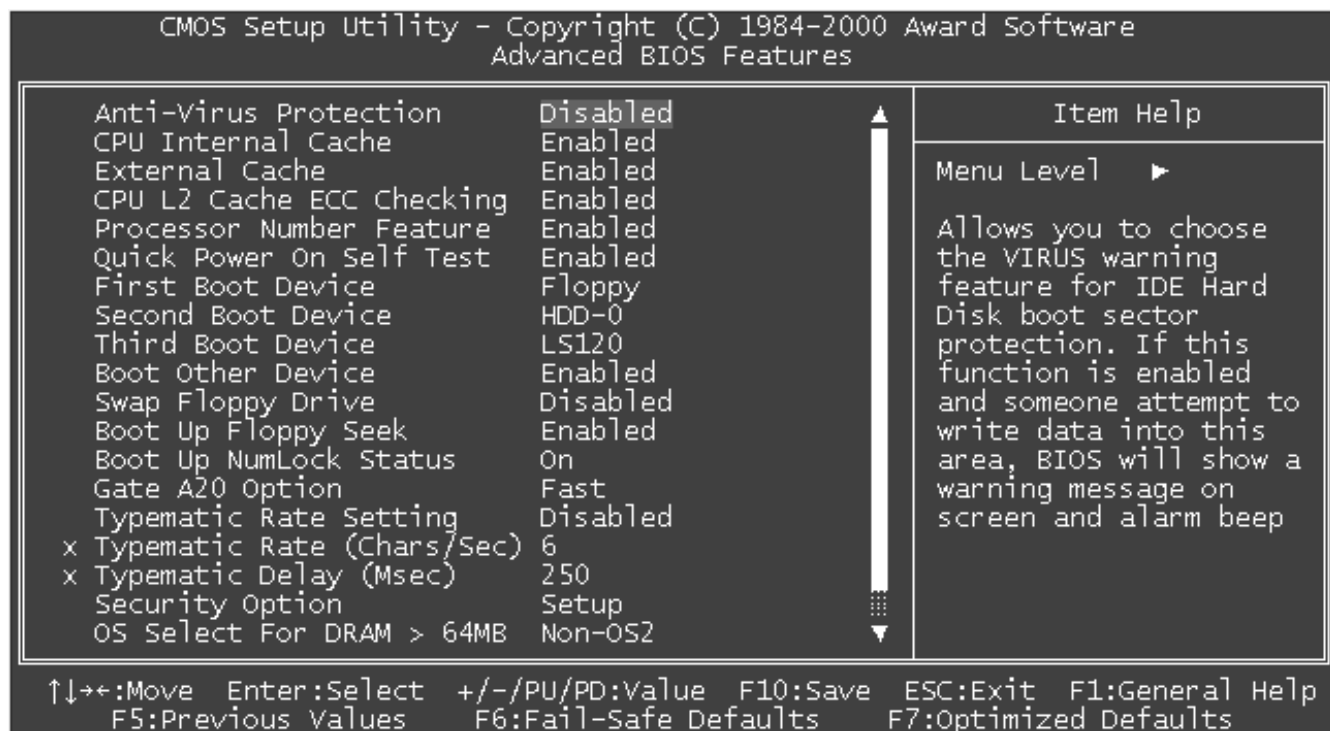 CMOS Setup Utility – Copyright (C) 1984–2000 Award Software
Advanced BIOS Features
Anti-Virus Protection Disabled
CPU Internal Cache Enabled
External Cache Enabled
CPU L2 Cache ECC Checking Enabled
Processor Number Feature Enabled
Quick Power On Self Test Enabled
First Boot Device Floppy
Second Boot Device HDD-0
Third Boot Device LS120
Boot Other Device Enabled
Swap Floppy Drive Disabled
Boot Up Floppy Seek Enabled
Boot Up NumLock Status On
Gate A20 Option Fast
Typematic Rate Setting Disabled
x Typematic Rate (Chars/Sec) 6
x Typematic Delay (Msec) 250
Security Option Setup
OS Select For DRAM > 64MB Non-OS2
Item Help
Menu Level ►
Allows you to choose
the VIRUS warning
feature for IDE Hard
Disk boot sector
protection. If this
function is enabled
and someone attempt to
write data into this
area, BIOS will show a
warning message on
screen and alarm beep
↑↓→←:Move Enter:Select +/-/PU/PD:Value F10:Save ESC:Exit F1:General Help
F5:Previous Values F6:Fail-Safe Defaults F7:Optimized Defaults